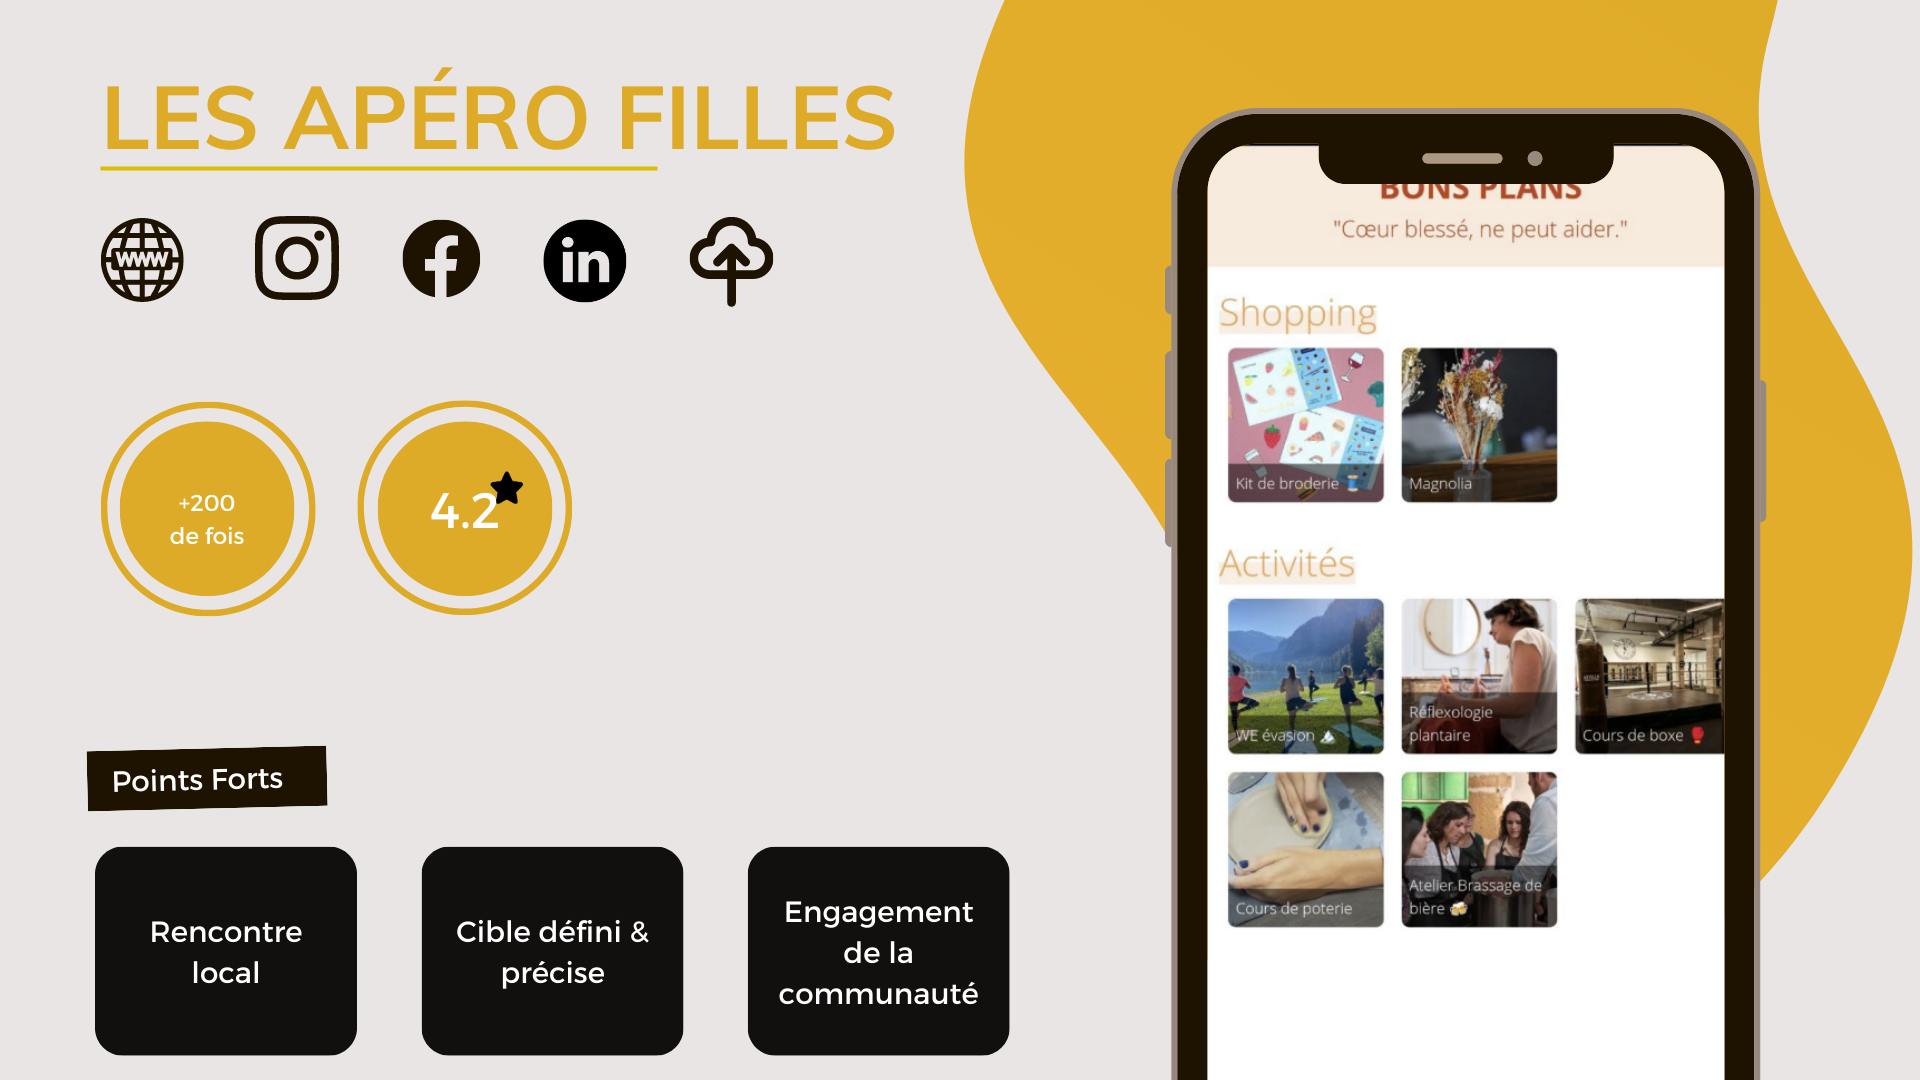 LES APÉRO FILLES
WWW
in
+200
de fois
4.2
Points Forts
Rencontre
local
Cible défini &
précise
Engagement
de la
communauté
BONS PLANS
"Cœur blessé, ne peut aider."
Shopping
Kit de broderie
Magnolia
Activités
WE évasion
Réflexologie
plantaire
Cours de boxe
Cours de poterie
Atelier Brassage de
bière